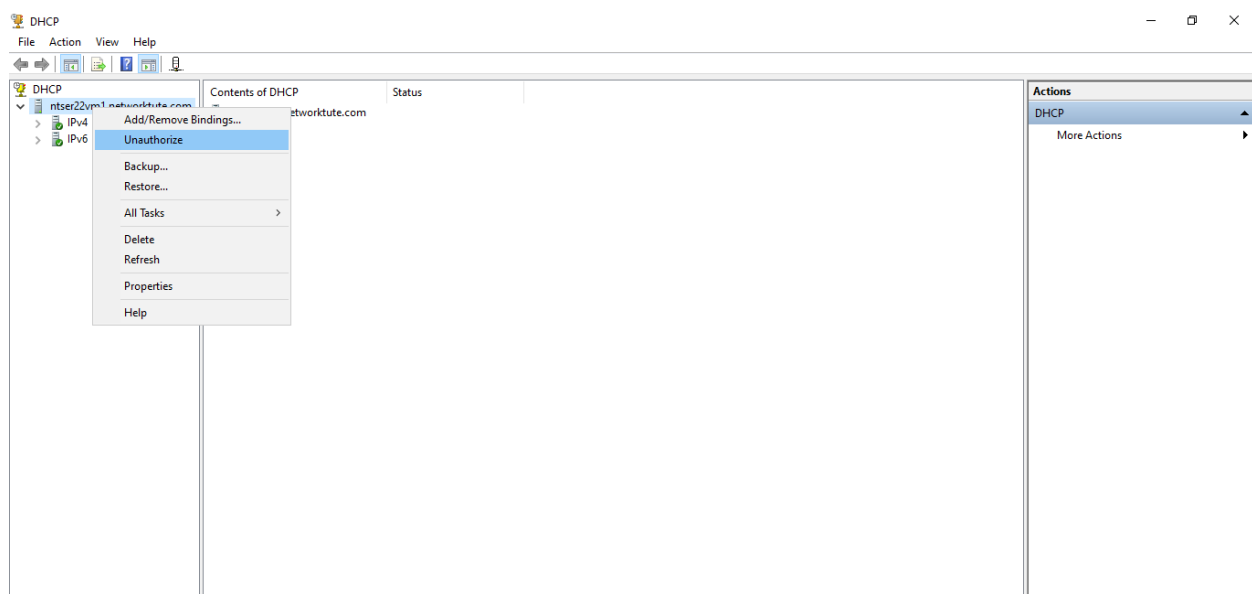 DHCP
File Action View Help
DHCP
ntser22vm1.networktute.com
IPv4
IPv6
Add/Remove Bindings...
Unauthorize
Backup...
Restore...
All Tasks
Delete
Refresh
Properties
Help
Contents of DHCP Status
etworktute.com
Actions
DHCP
More Actions